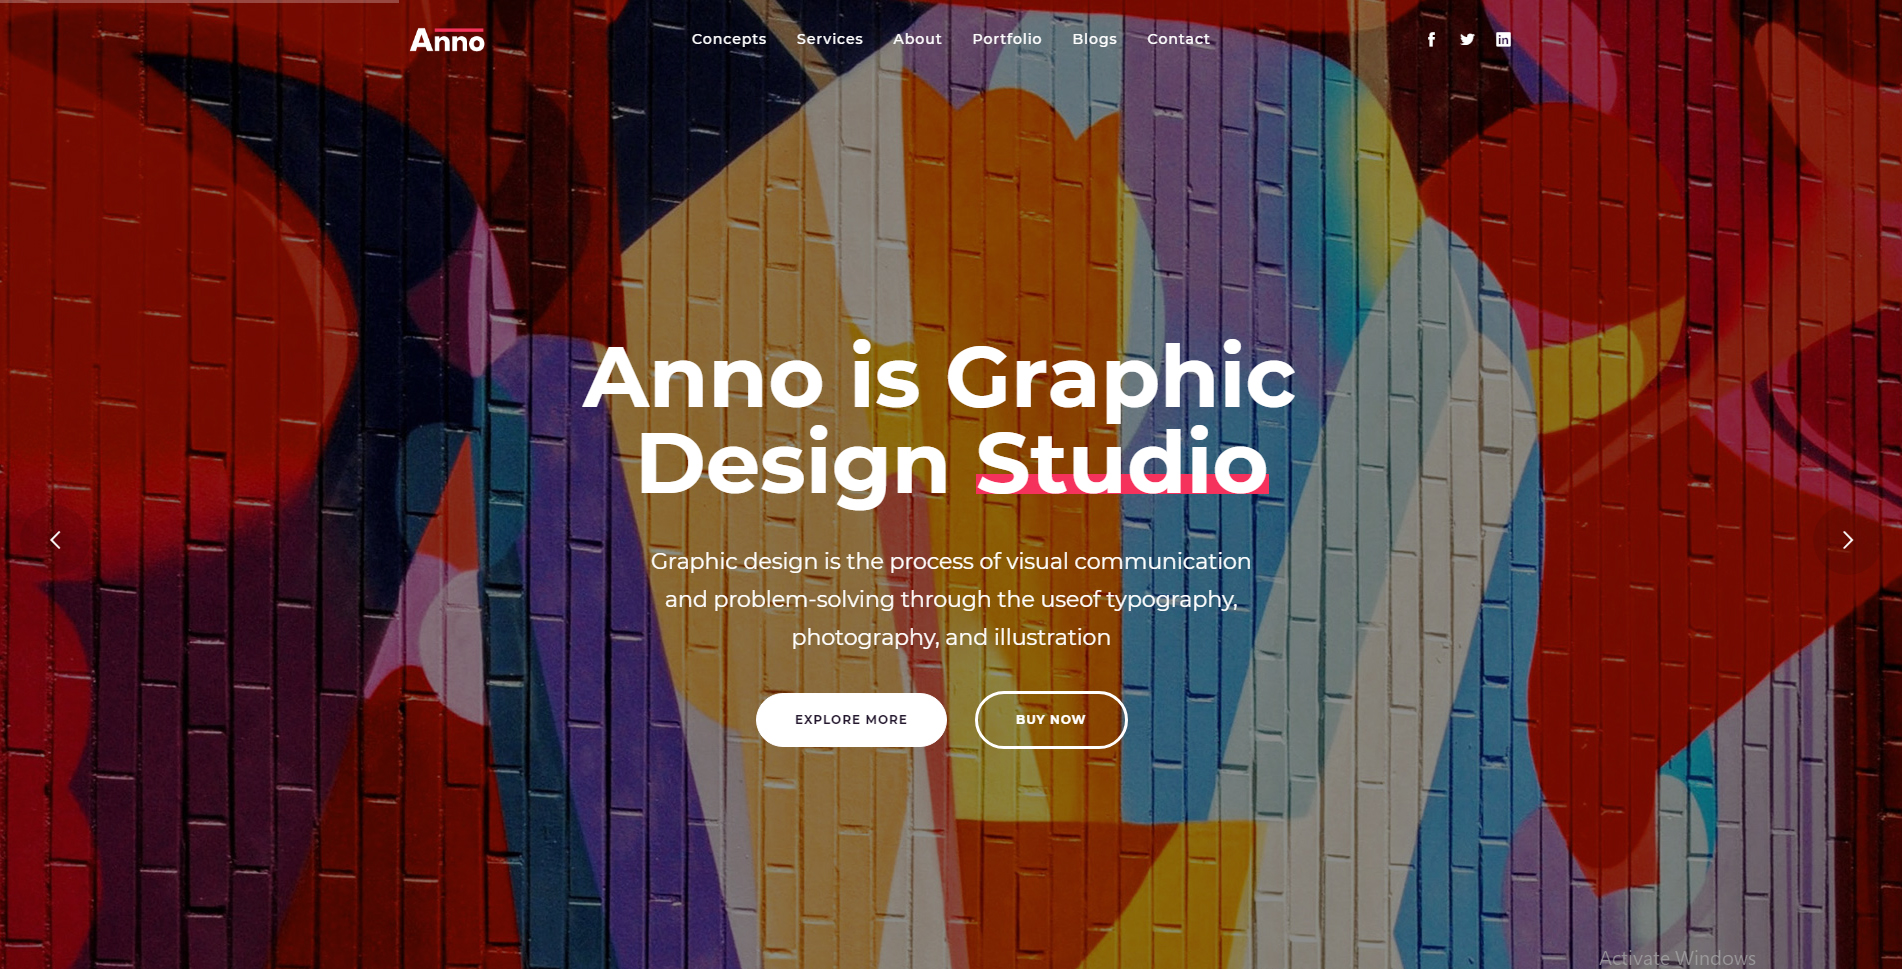 Anno
Concepts Services About Portfolio Blogs Contact
Anno is Graphic
Design Studio
Graphic design is the process of visual communication
and problem-solving through the useof typography,
photography, and illustration
EXPLORE MORE
BUY NOW
Activate Windows